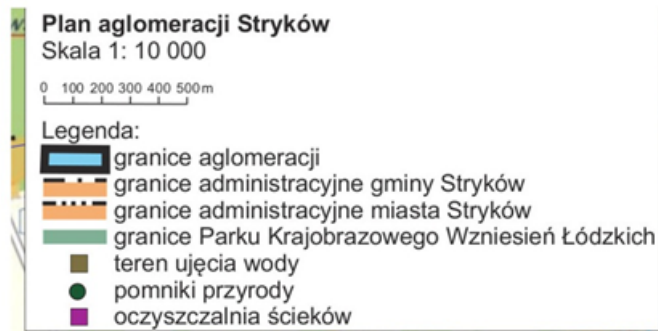 Plan aglomeracji Stryków
Skala 1: 10 000
0 100 200 300 400 500m
Legenda:
granice aglomeracji
granice administracyjne gminy Stryków
granice administracyjne miasta Stryków
granice Parku Krajobrazowego Wzniesień Łódzkich
teren ujęcia wody
pomniki przyrody
oczyszczalnia ścieków